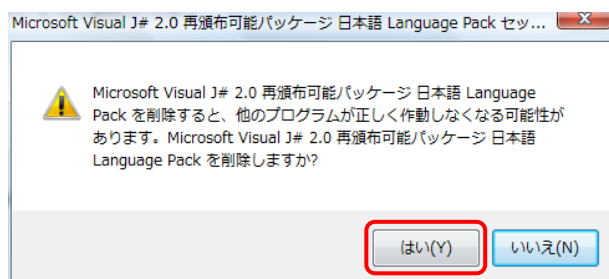 Microsoft Visual J# 2.0 再頒布可能パッケージ 日本語 Language Pack セッ...
Microsoft Visual J# 2.0 再頒布可能パッケージ 日本語 Language
Pack を削除すると、他のプログラムが正しく作動しなくなる可能性が
あります。Microsoft Visual J# 2.0 再頒布可能パッケージ 日本語
Language Pack を削除しますか?
はい(Y)
いいえ(N)